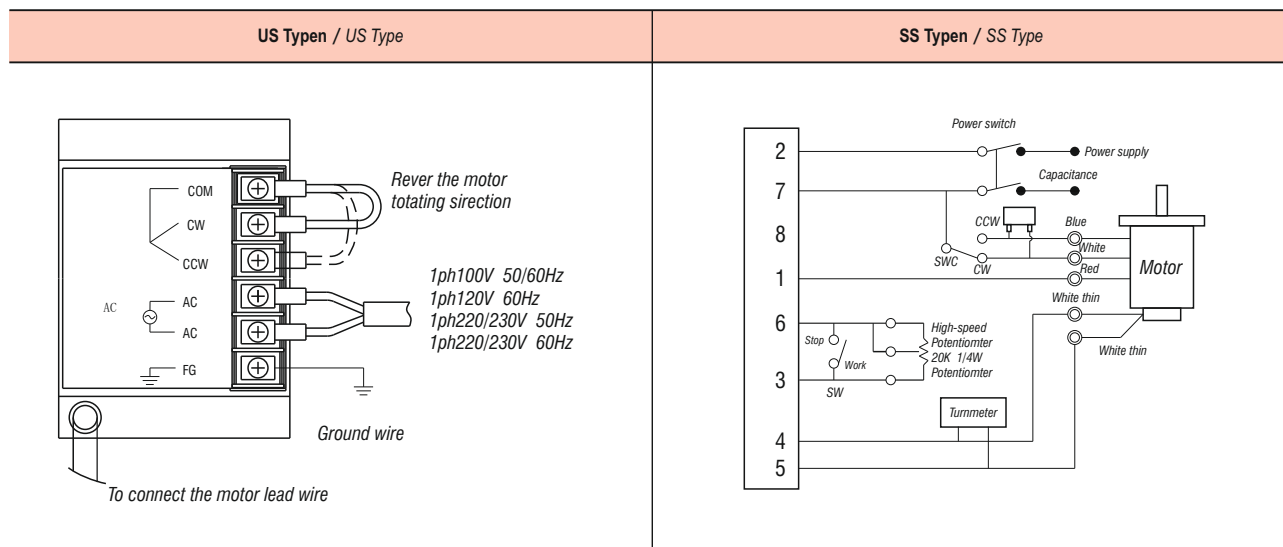 US Typen / US Type
SS Typen / SS Type
COM
CW
CCW
AC
AC
AC
FG
Rever the motor
totating sirection
1ph100V 50/60Hz
1ph120V 60Hz
1ph220/230V 50Hz
1ph220/230V 60Hz
Ground wire
To connect the motor lead wire
Power switch
2
Power supply
Capacitance
7
CCW
Blue
8
White
SWC
CW
Red
1
Motor
White thin
6
Stop
High-speed
Potentiomter
20K 1/4W
Potentiomter
Work
White thin
3
SW
Turnmeter
4
5